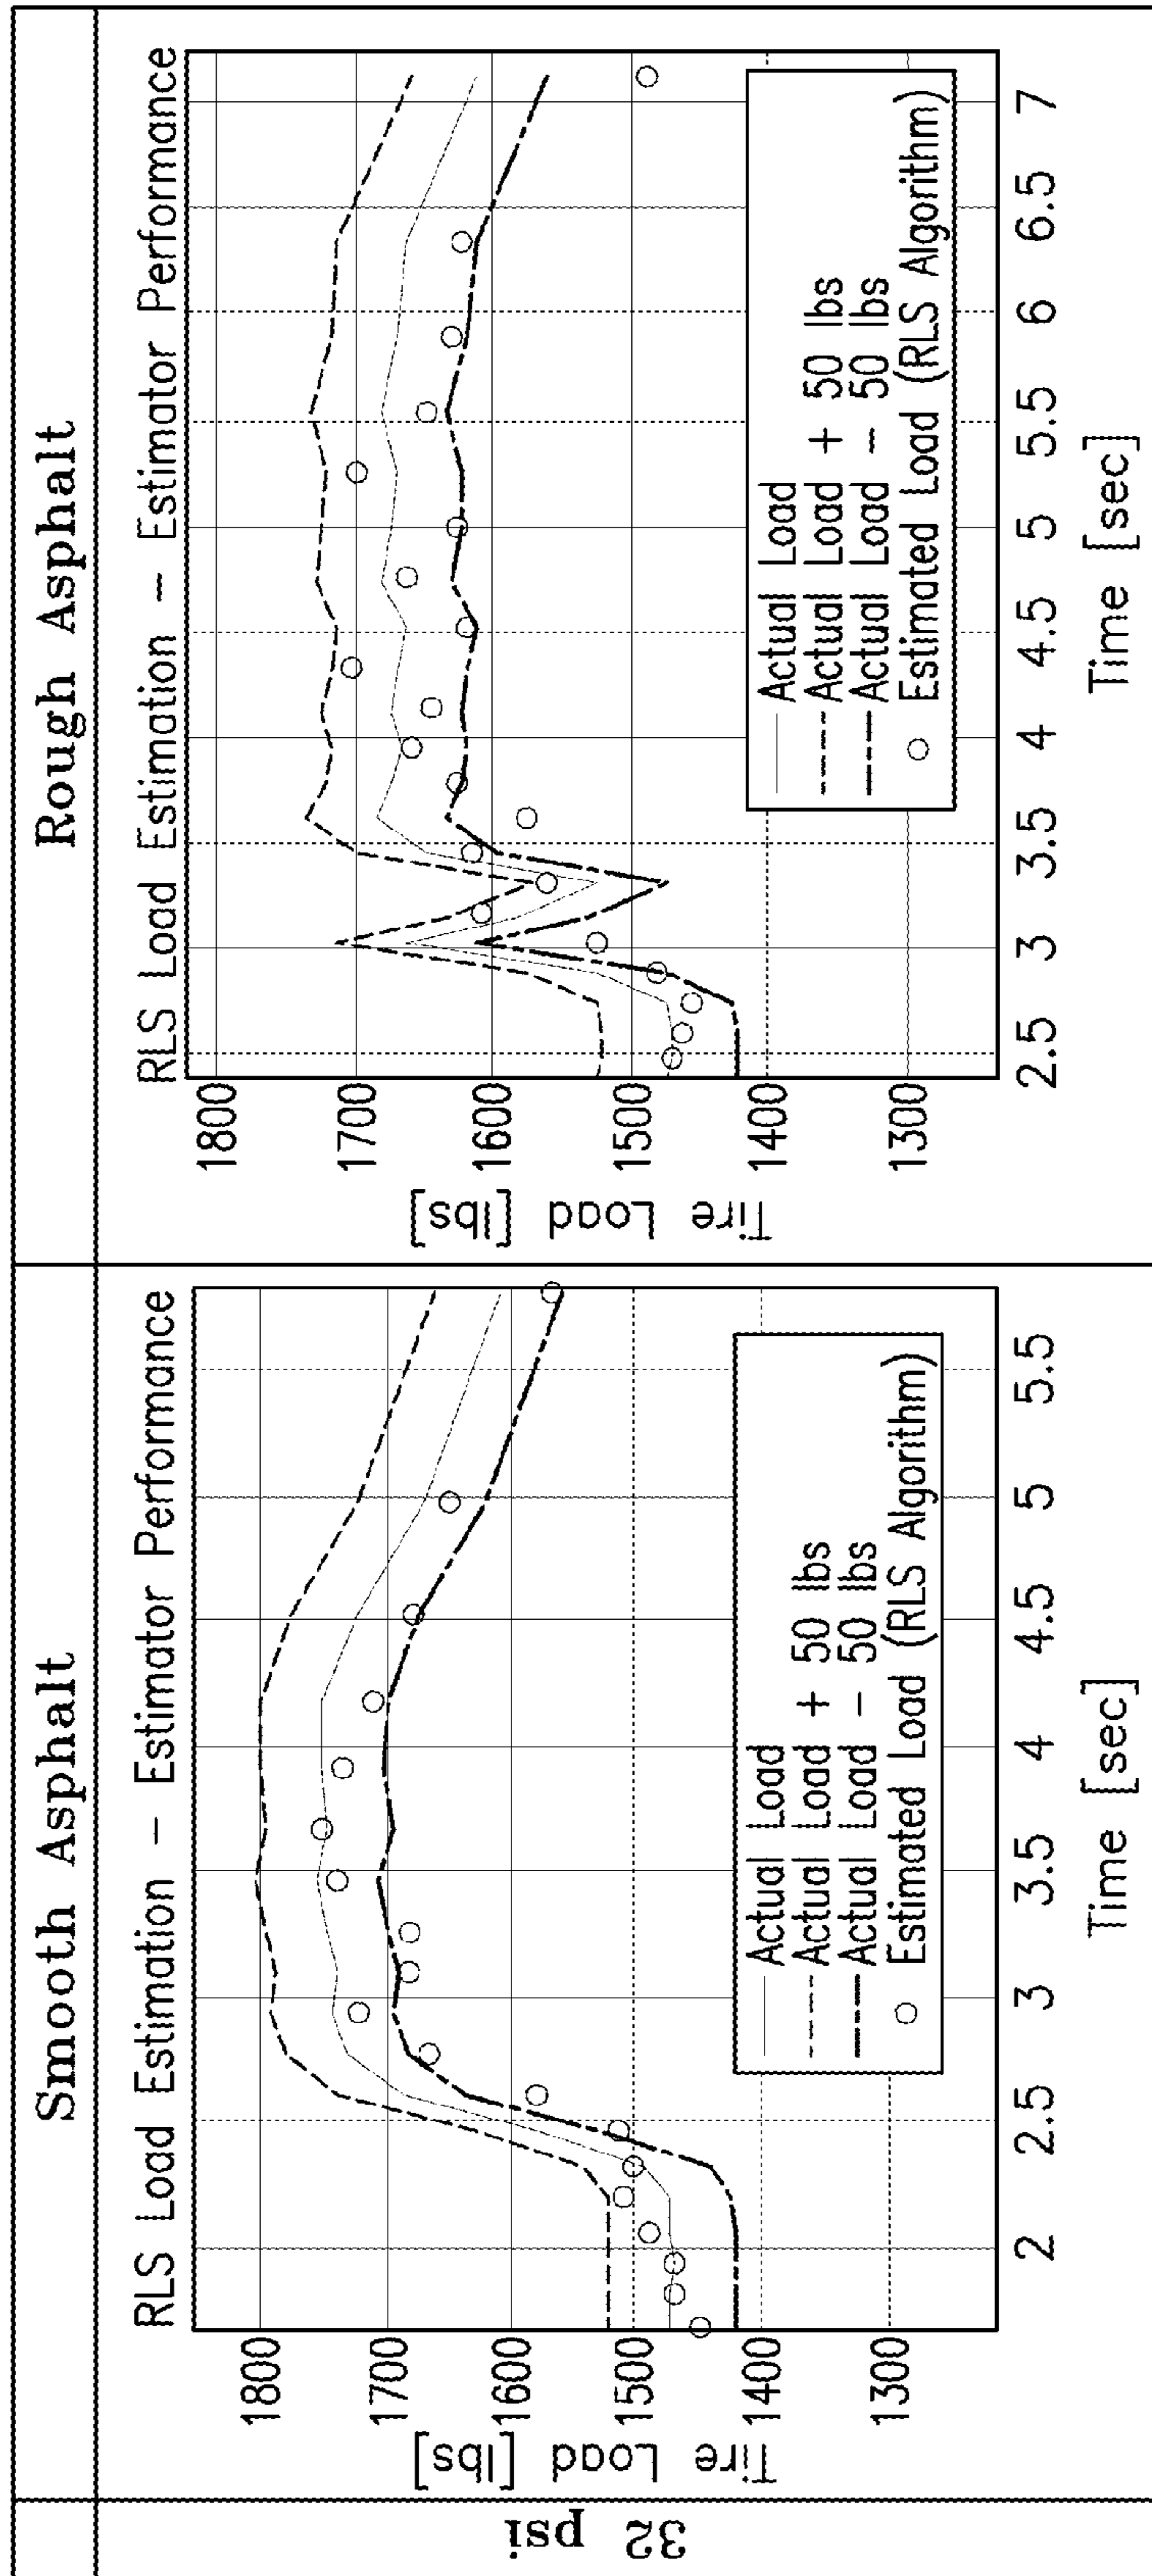 Smooth Asphalt
Rough Asphalt
32 psi
RLS Load Estimation - Estimator Performance
Tire Load [lbs]
1800
1700
1600
1500
1400
1300
Actual Load
Actual Load + 50 lbs
Actual Load - 50 lbs
Estimated Load (RLS Algorithm)
2
2.5
3
3.5
4
4.5
5
5.5
Time [sec]
RLS Load Estimation - Estimator Performance
Tire Load [lbs]
1800
1700
1600
1500
1400
1300
Actual Load
Actual Load + 50 lbs
Actual Load - 50 lbs
Estimated Load (RLS Algorithm)
2.5
3
3.5
4
4.5
5
5.5
6
6.5
7
Time [sec]